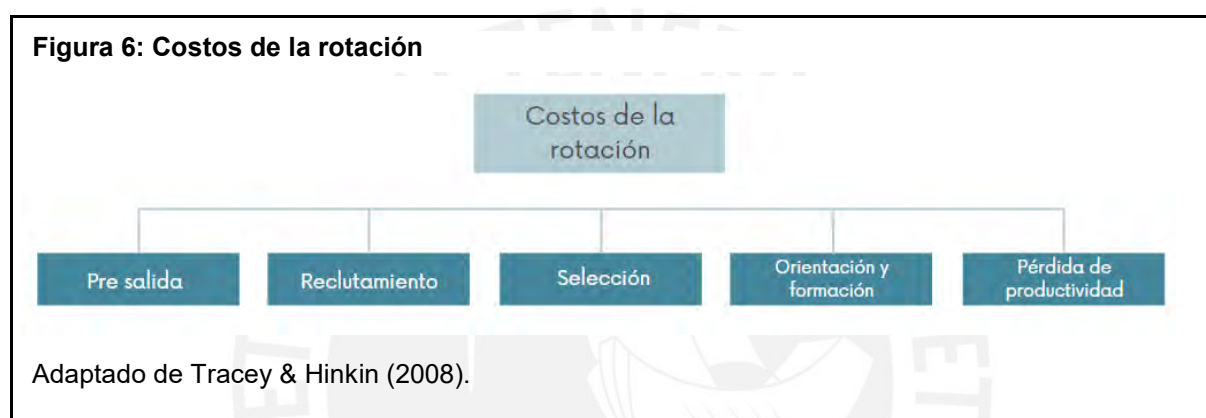 Figura 6: Costos de la rotación
Costos de la
rotación
Pre salida
Reclutamiento
Selección
Orientación y
formación
Pérdida de
productividad
Adaptado de Tracey & Hinkin (2008).